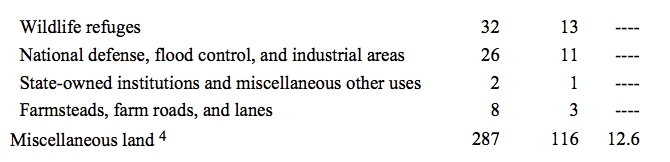 Wildlife refuges 32 13 ----
National defense, flood control, and industrial areas 26 11 ----
State-owned institutions and miscellaneous other uses 2 1 ----
Farmsteads, farm roads, and lanes 8 3 ----
Miscellaneous land 4 287 116 12.6